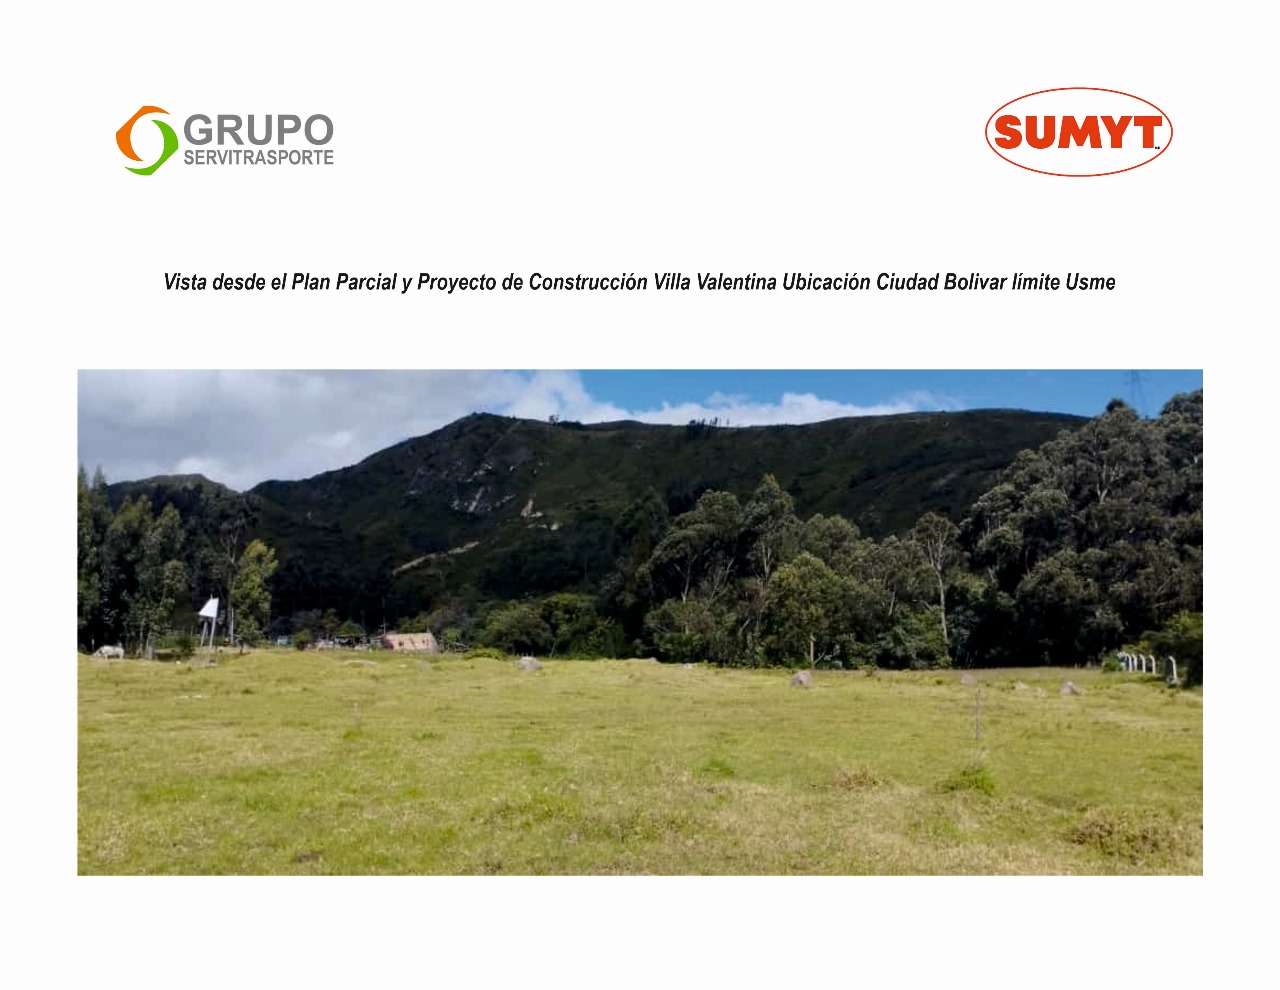 GRUPO
SERVITRASPORTE
SUMYT
Vista desde el Plan Parcial y Proyecto de Construcción Villa Valentina Ubicación Ciudad Bolivar límite Usme